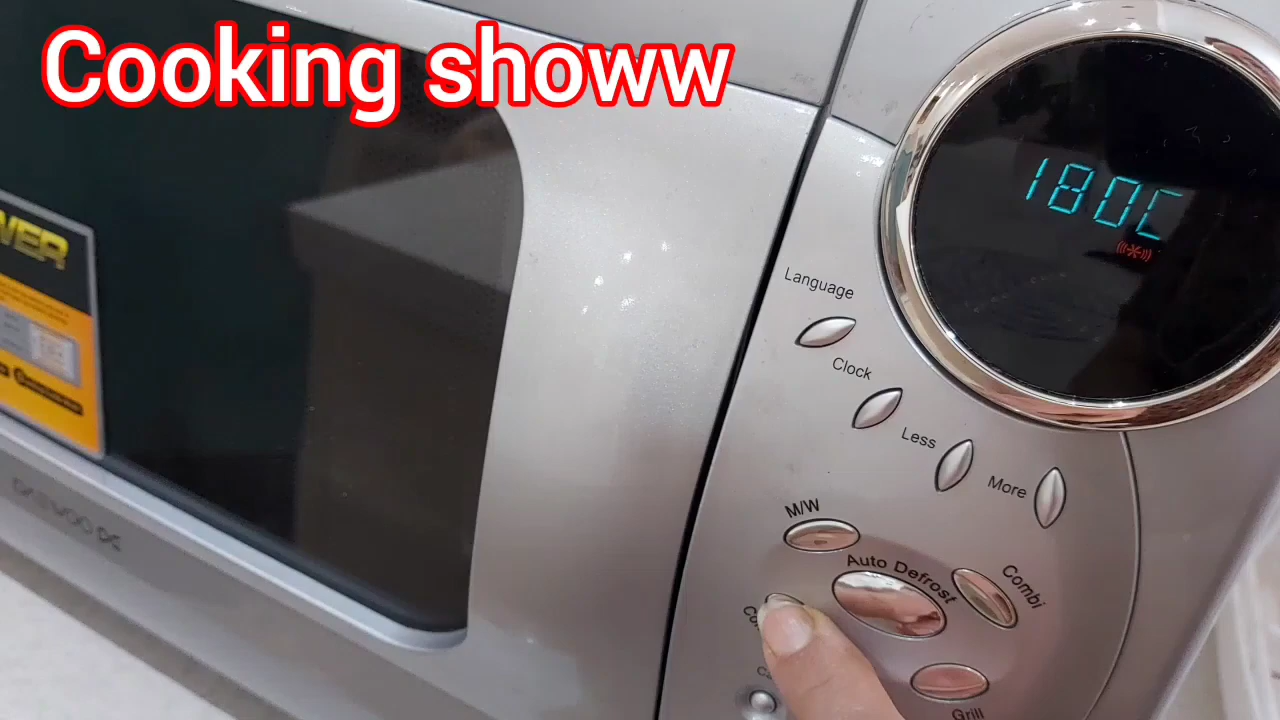 Cooking showw
180C
Language
Clock
Less
More
M/W
Auto Defrost
Combi
Grill